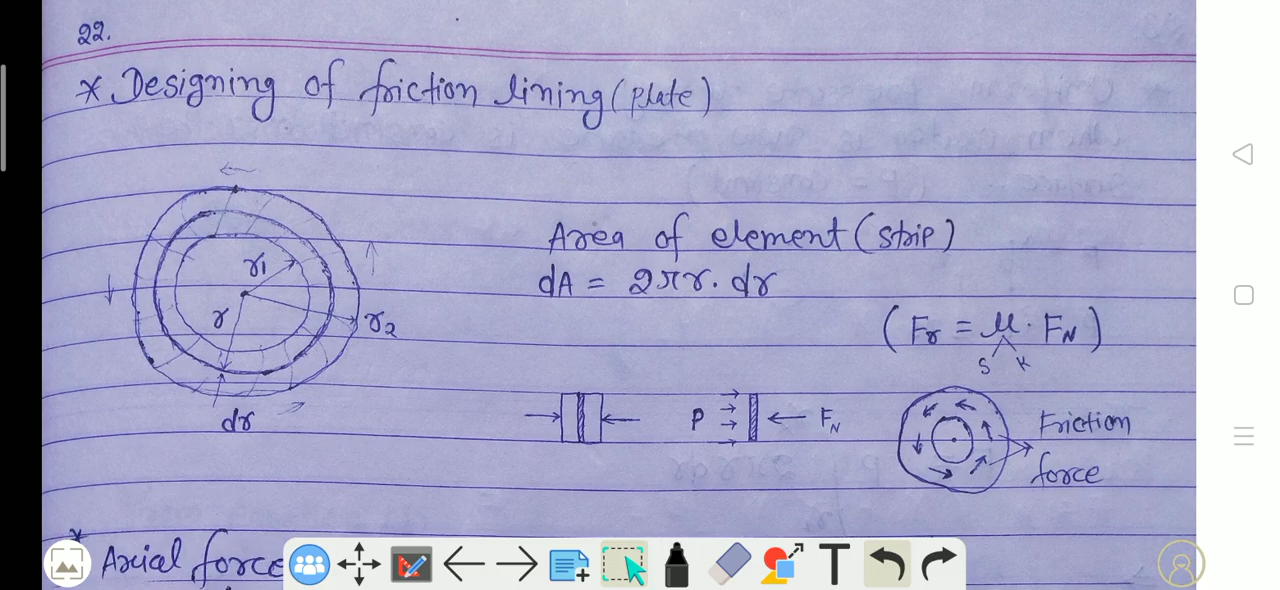 22.
* Designing of friction lining (plate)
Area of element (strip)
dA = 2πr. dr
(Fr = μ. FN)
S K
r1
r
r2
dr
P
FN
Friction
force
* Axial force
T